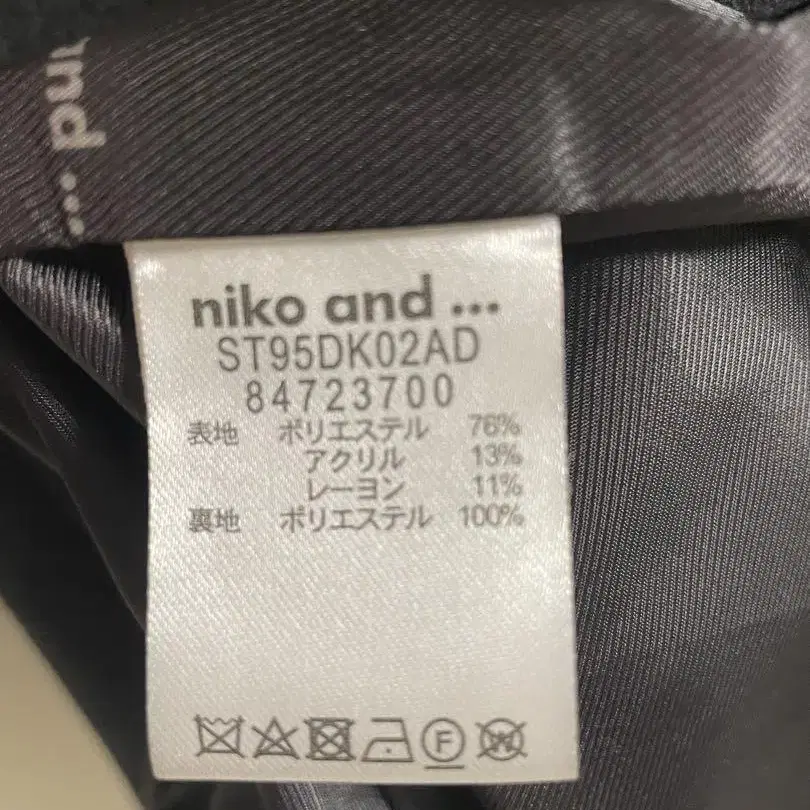 und ...
niko and ...
ST95DK02AD
84723700
表地 ポリエステル 76%
アクリル 13%
レーヨン 11%
裏地 ポリエステル 100%
F W